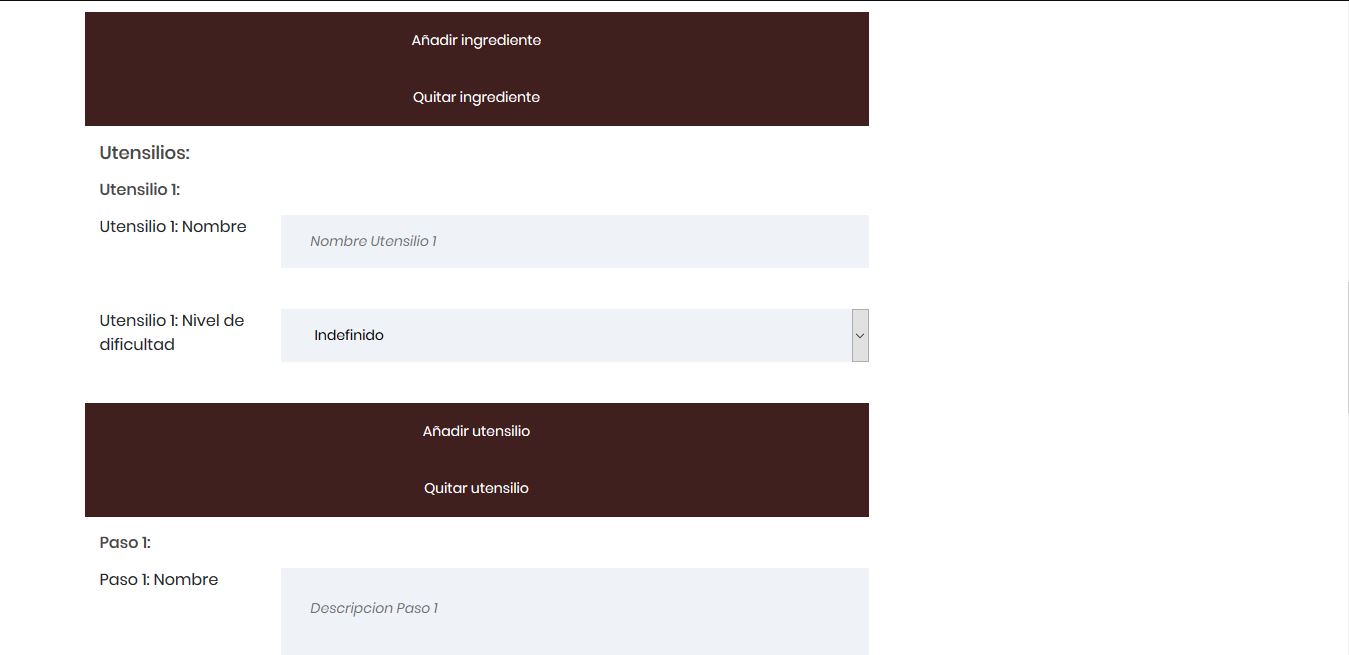 Añadir ingrediente
Quitar ingrediente
Utensilios:
Utensilio 1:
Utensilio 1: Nombre
Nombre Utensilio 1
Utensilio 1: Nivel de
dificultad
Indefinido
Añadir utensilio
Quitar utensilio
Paso 1:
Paso 1: Nombre
Descripcion Paso 1